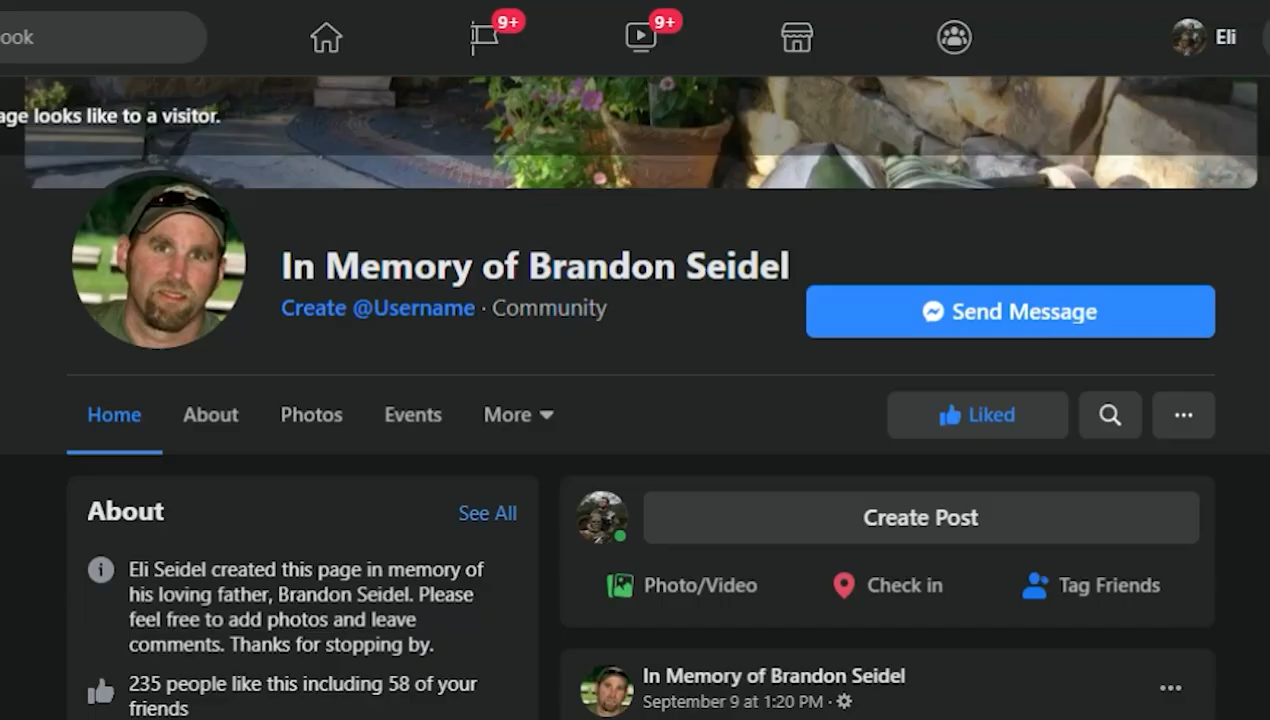 ook
9+
9+
Eli
age looks like to a visitor.
In Memory of Brandon Seidel
Create @Username · Community
Send Message
Home
About
Photos
Events
More
Liked
About
See All
Create Post
Eli Seidel created this page in memory of
his loving father, Brandon Seidel. Please
feel free to add photos and leave
comments. Thanks for stopping by.
Photo/Video
Check in
Tag Friends
235 people like this including 58 of your
friends
In Memory of Brandon Seidel
September 9 at 1:20 PM ·